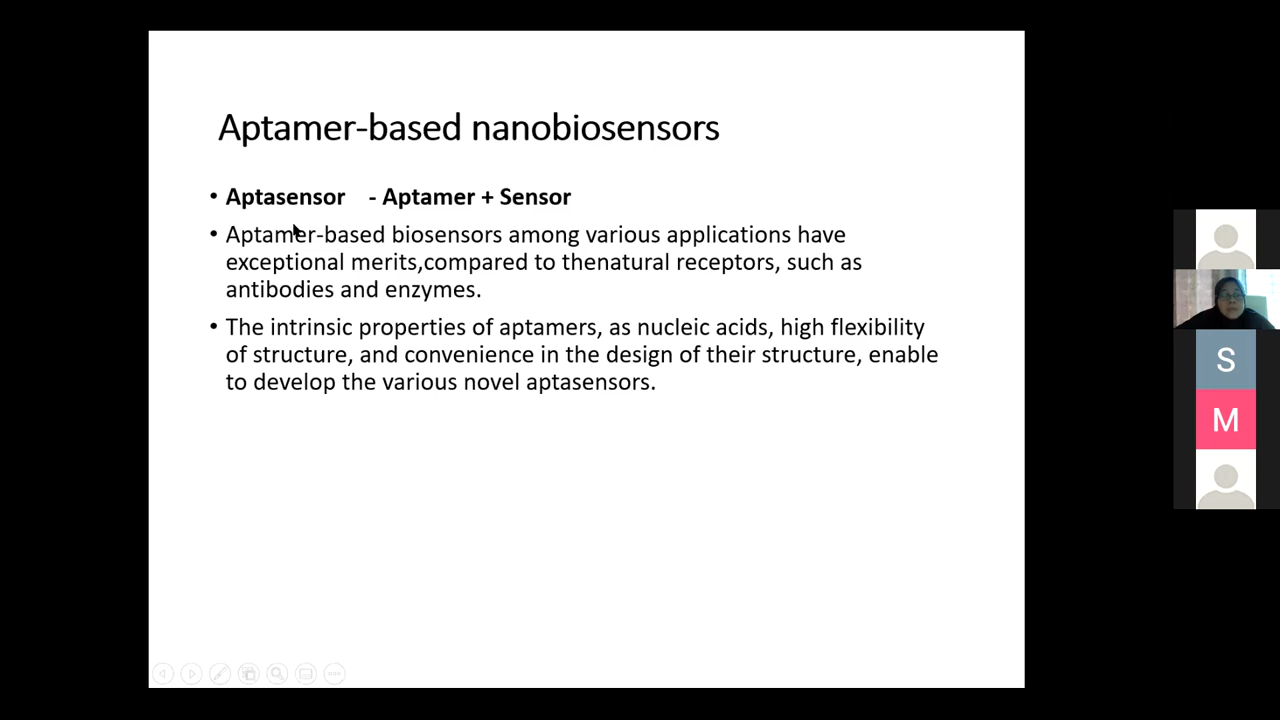 Aptamer-based nanobiosensors
• Aptasensor - Aptamer + Sensor
• Aptamer-based biosensors among various applications have
exceptional merits,compared to thenatural receptors, such as
antibodies and enzymes.
• The intrinsic properties of aptamers, as nucleic acids, high flexibility
of structure, and convenience in the design of their structure, enable
to develop the various novel aptasensors.
S
M